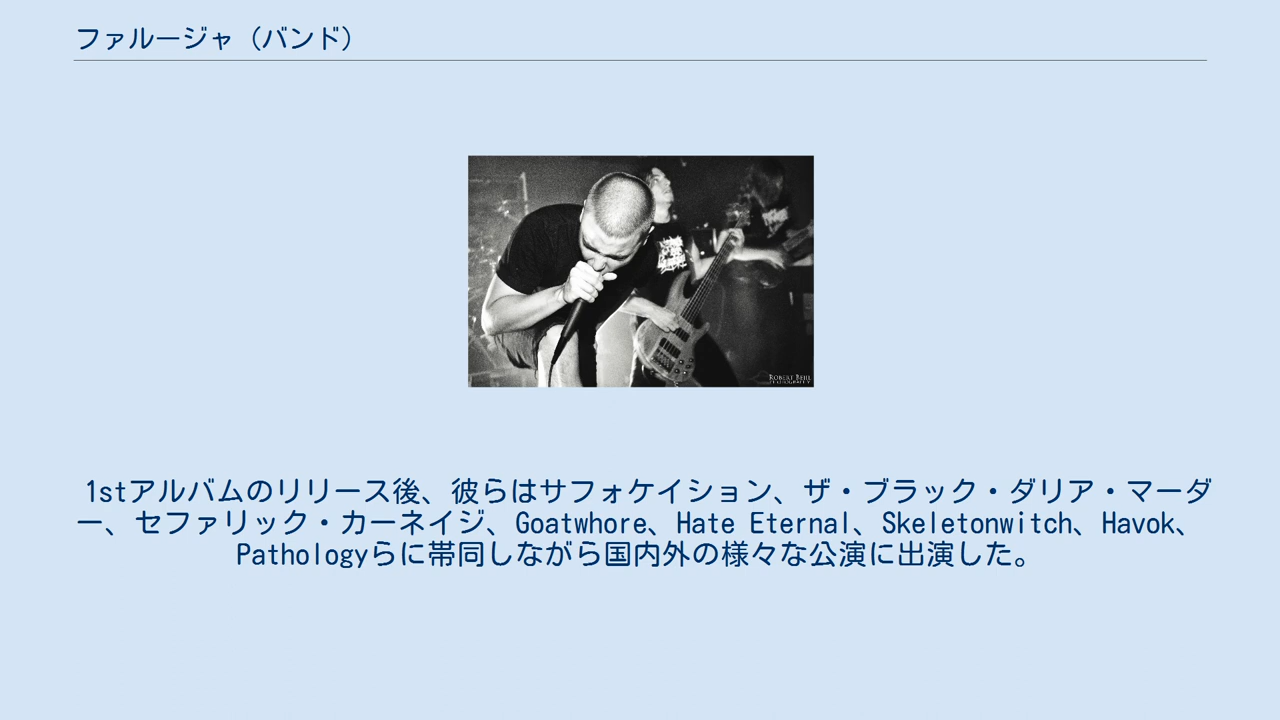 ファルージャ（バンド）
ROBERT BEHL
PHOTOGRAPHY
1stアルバムのリリース後、彼らはサフォケイション、ザ・ブラック・ダリア・マーダ
ー、セファリック・カーネイジ、Goatwhore、Hate Eternal、Skeletonwitch、Havok、
Pathologyらに帯同しながら国内外の様々な公演に出演した。